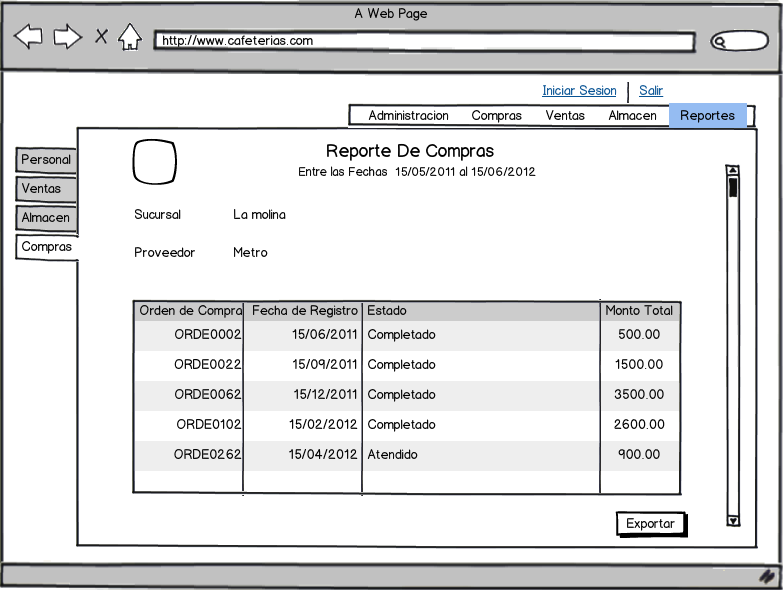 A Web Page
http://www.cafeterias.com
Iniciar Sesion Salir
Administracion Compras Ventas Almacen Reportes
Personal
Ventas
Almacen
Compras
Reporte De Compras
Entre las Fechas 15/05/2011 al 15/06/2012
Sucursal La molina
Proveedor Metro
Orden de Compra Fecha de Registro Estado Monto Total
ORDE0002 15/06/2011 Completado 500.00
ORDE0022 15/09/2011 Completado 1500.00
ORDE0062 15/12/2011 Completado 3500.00
ORDE0102 15/02/2012 Completado 2600.00
ORDE0262 15/04/2012 Atendido 900.00
Exportar